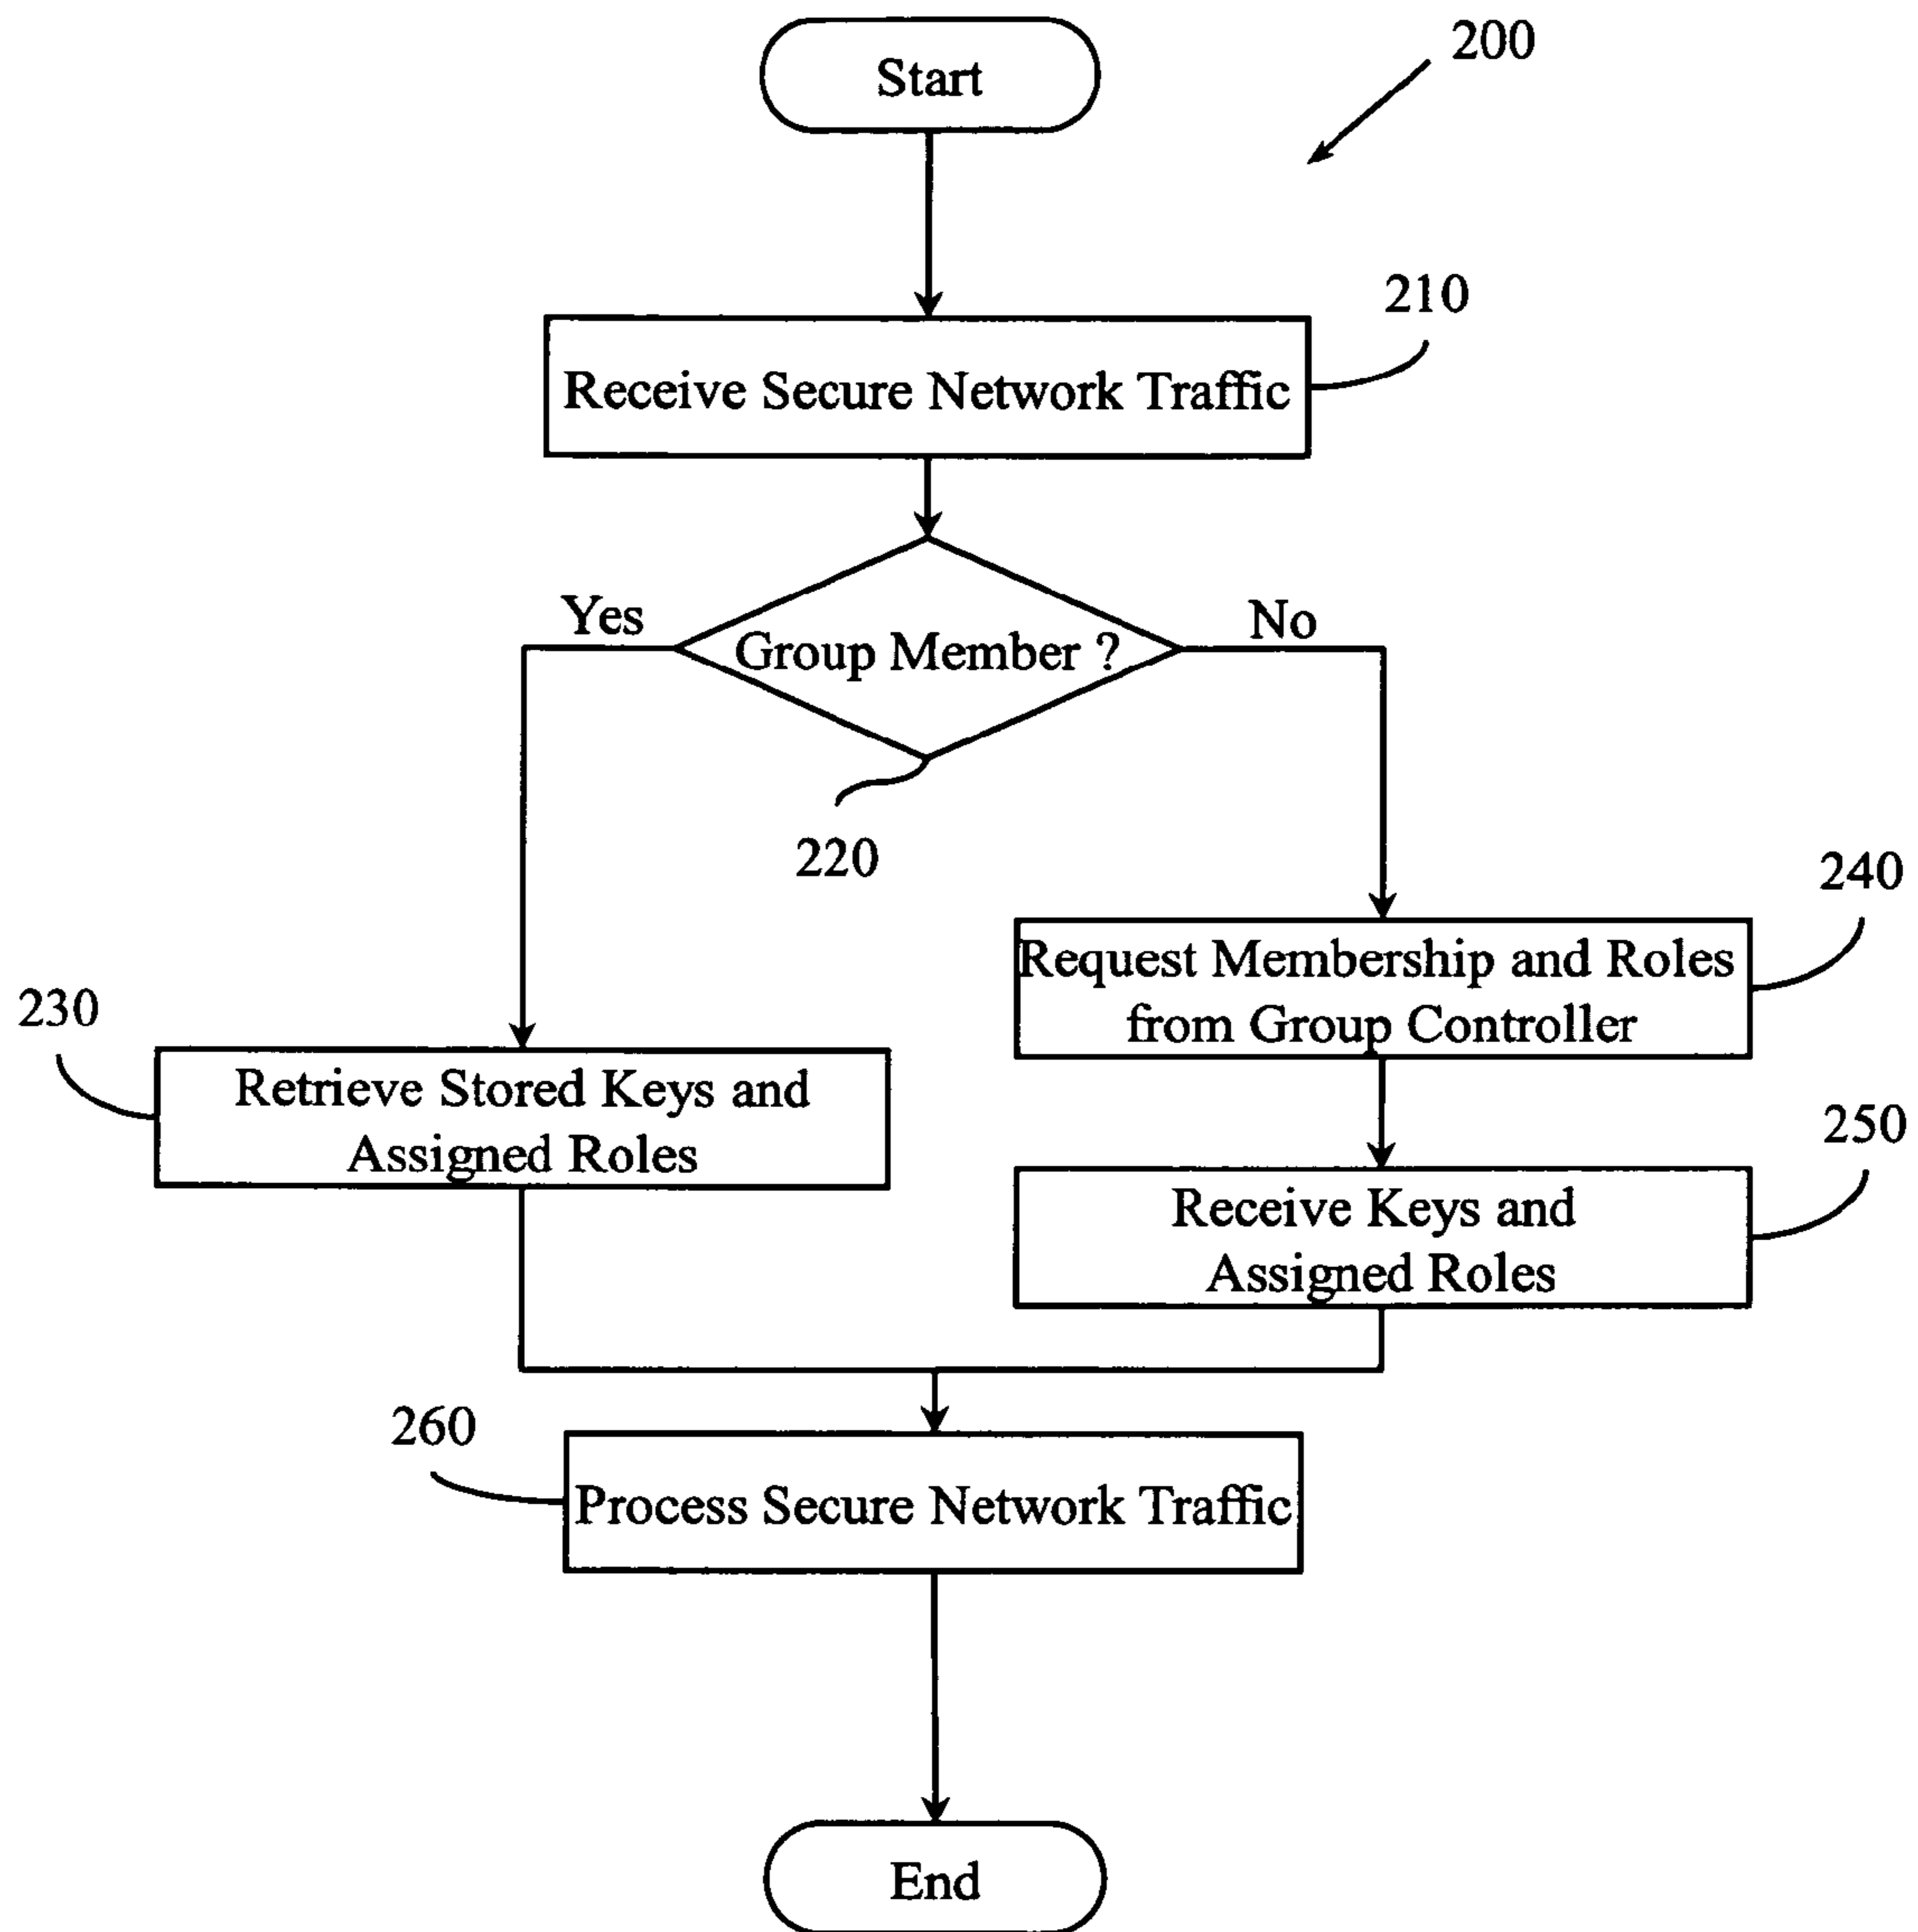 Start
200
210
Receive Secure Network Traffic
Yes
Group Member ?
No
220
240
Request Membership and Roles
from Group Controller
230
Retrieve Stored Keys and
Assigned Roles
250
Receive Keys and
Assigned Roles
260
Process Secure Network Traffic
End